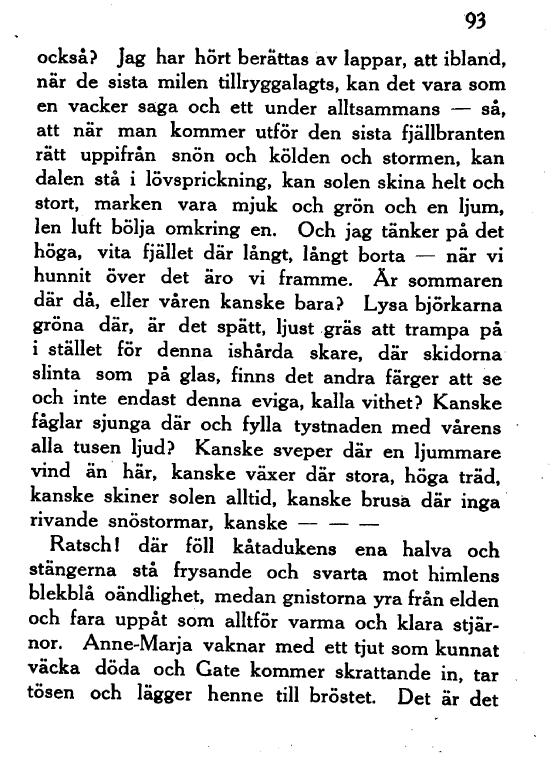 93
också? Jag har hört berättas av lappar, att ibland,
när de sista milen tillryggalagts, kan det vara som
en vacker saga och ett under alltsammans — så,
att när man kommer utför den sista fjällbranten
rätt uppifrån snön och kölden och stormen, kan
dalen stå i lövsprickning, kan solen skina helt och
stort, marken vara mjuk och grön och en ljum,
len luft bölja omkring en. Och jag tänker på det
höga, vita fjället där långt, långt borta — när vi
hunnit över det äro vi framme. Är sommaren
där då, eller våren kanske bara? Lysa björkarna
gröna där, är det spätt, ljust gräs att trampa på
i stället för denna ishårda skare, där skidorna
slinta som på glas, finns det andra färger att se
och inte endast denna eviga, kalla vithet? Kanske
fåglar sjunga där och fylla tystnaden med vårens
alla tusen ljud? Kanske sveper där en ljummare
vind än här, kanske växer där stora, höga träd,
kanske skiner solen alltid, kanske brusa där inga
rivande snöstormar, kanske — — —
Ratsch! där föll kåtadukens ena halva och
stängerna stå frysande och svarta mot himlens
blekblå oändlighet, medan gnistorna yra från elden
och fara uppåt som alltför varma och klara stjär-
nor. Anne-Marja vaknar med ett tjut som kunnat
väcka döda och Gate kommer skrattande in, tar
tösen och lägger henne till bröstet. Det är det